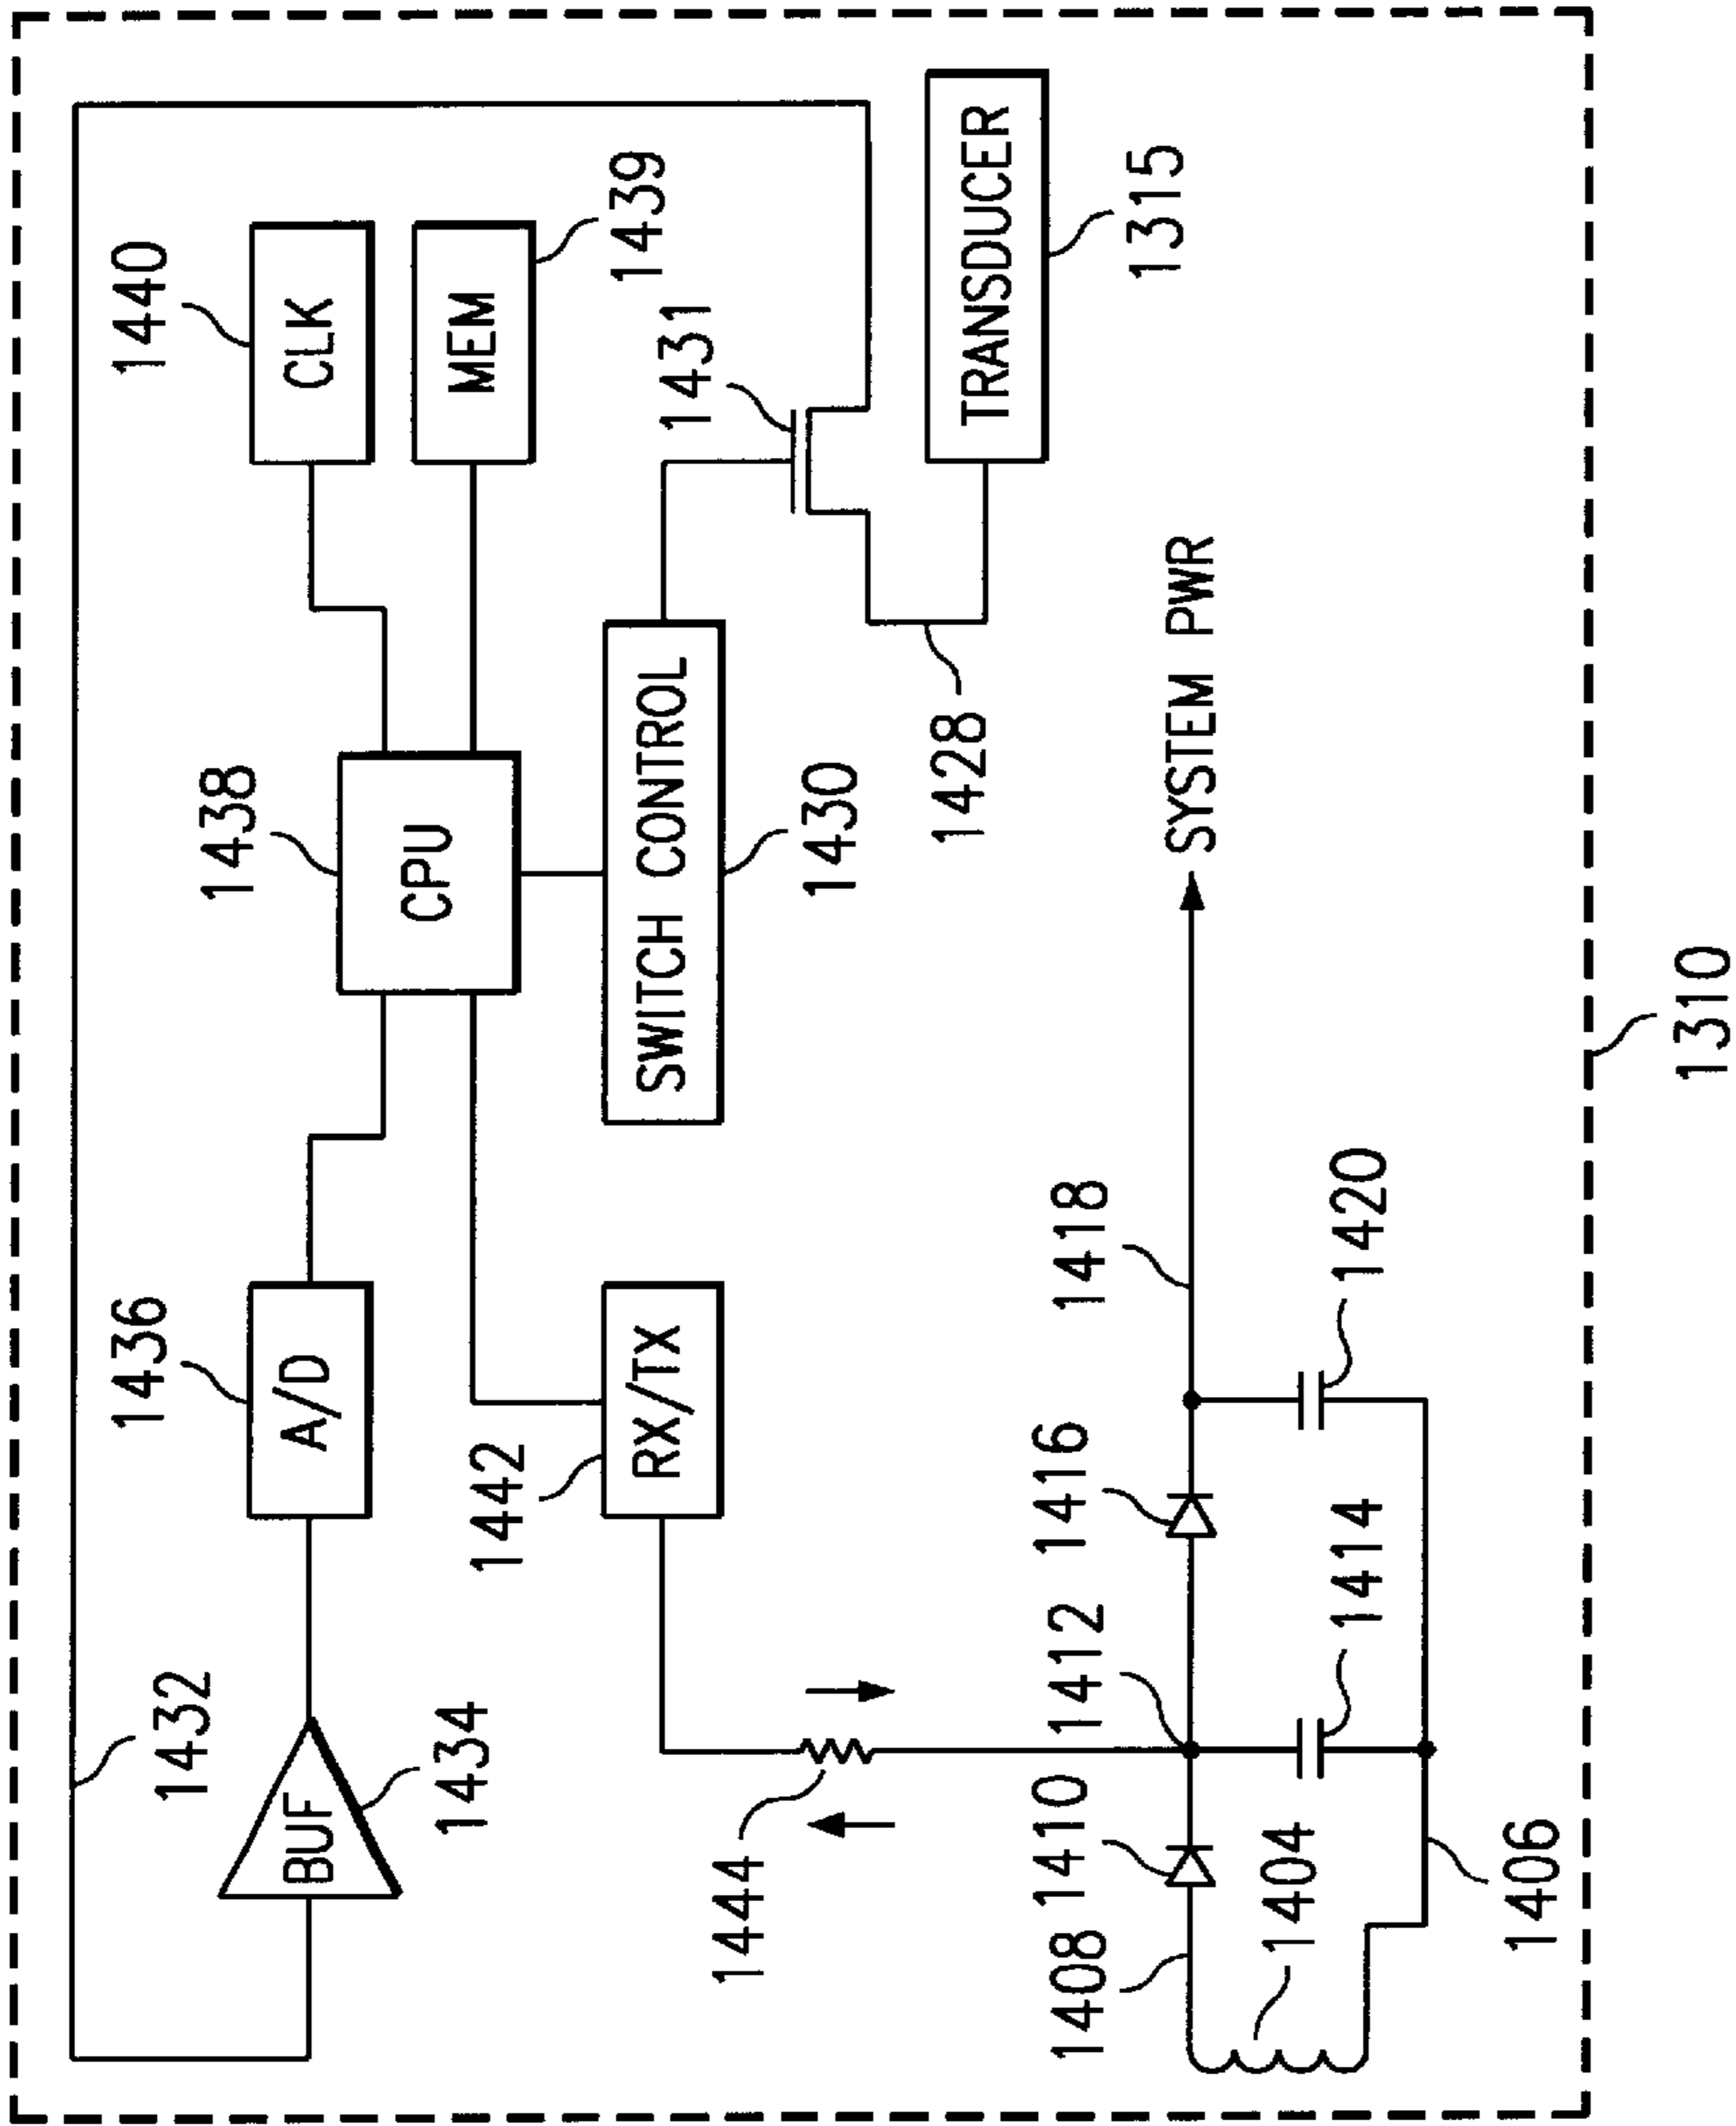 1432
BUF
1434
1436
A/D
1438
CPU
1440
CLK
MEM
1439
1442
RX/TX
SWITCH CONTROL
1430
1431
1444
1428
TRANSDUCER
1315
1408
1410
1412
1416
1418
SYSTEM PWR
1404
1414
1420
1406
1310